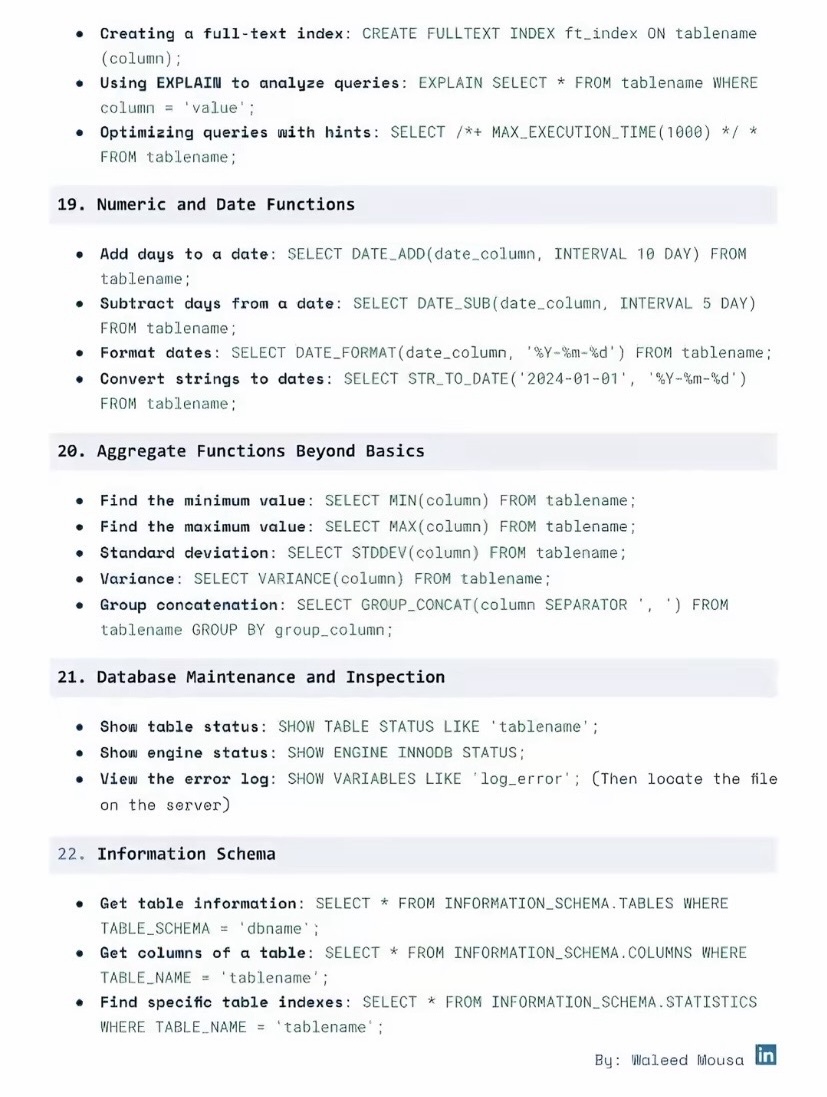 • Creating a full-text index: CREATE FULLTEXT INDEX ft_index ON tablename
(column);
• Using EXPLAIN to analyze queries: EXPLAIN SELECT * FROM tablename WHERE
column = 'value';
• Optimizing queries with hints: SELECT /*+ MAX_EXECUTION_TIME(1000) */ *
FROM tablename;
19. Numeric and Date Functions
• Add days to a date: SELECT DATE_ADD(date_column, INTERVAL 10 DAY) FROM
tablename;
• Subtract days from a date: SELECT DATE_SUB(date_column, INTERVAL 5 DAY)
FROM tablename;
• Format dates: SELECT DATE_FORMAT(date_column, '%Y-%m-%d') FROM tablename;
• Convert strings to dates: SELECT STR_TO_DATE('2024-01-01', '%Y-%m-%d')
FROM tablename;
20. Aggregate Functions Beyond Basics
• Find the minimum value: SELECT MIN(column) FROM tablename;
• Find the maximum value: SELECT MAX(column) FROM tablename;
• Standard deviation: SELECT STDDEV(column) FROM tablename;
• Variance: SELECT VARIANCE(column) FROM tablename;
• Group concatenation: SELECT GROUP_CONCAT(column SEPARATOR ', ') FROM
tablename GROUP BY group_column;
21. Database Maintenance and Inspection
• Show table status: SHOW TABLE STATUS LIKE 'tablename';
• Show engine status: SHOW ENGINE INNODB STATUS;
• View the error log: SHOW VARIABLES LIKE 'log_error'; (Then locate the file
on the server)
22. Information Schema
• Get table information: SELECT * FROM INFORMATION_SCHEMA.TABLES WHERE
TABLE_SCHEMA = 'dbname';
• Get columns of a table: SELECT * FROM INFORMATION_SCHEMA.COLUMNS WHERE
TABLE_NAME = 'tablename';
• Find specific table indexes: SELECT * FROM INFORMATION_SCHEMA.STATISTICS
WHERE TABLE_NAME = 'tablename';
By: Waleed Mousa in